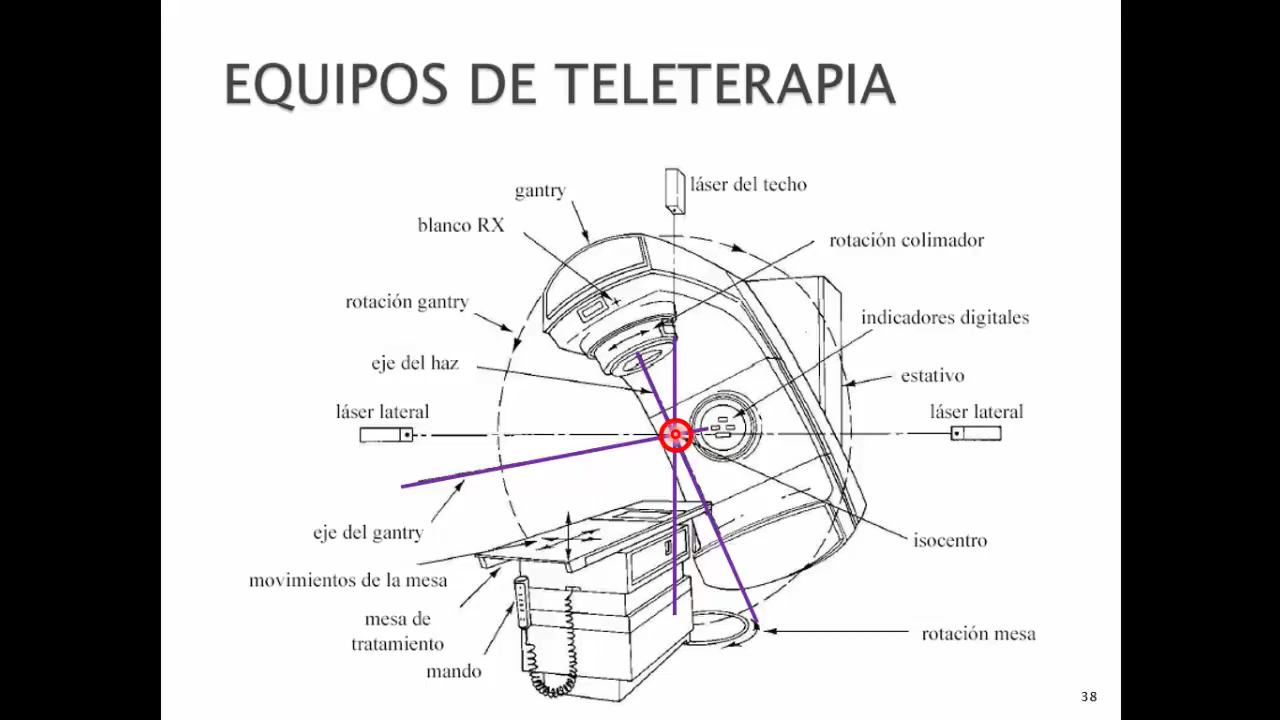 EQUIPOS DE TELETERAPIA
láser del techo
gantry
blanco RX
rotación colimador
rotación gantry
indicadores digitales
eje del haz
estativo
láser lateral
láser lateral
eje del gantry
isocentro
movimientos de la mesa
mesa de
tratamiento
rotación mesa
mando
38